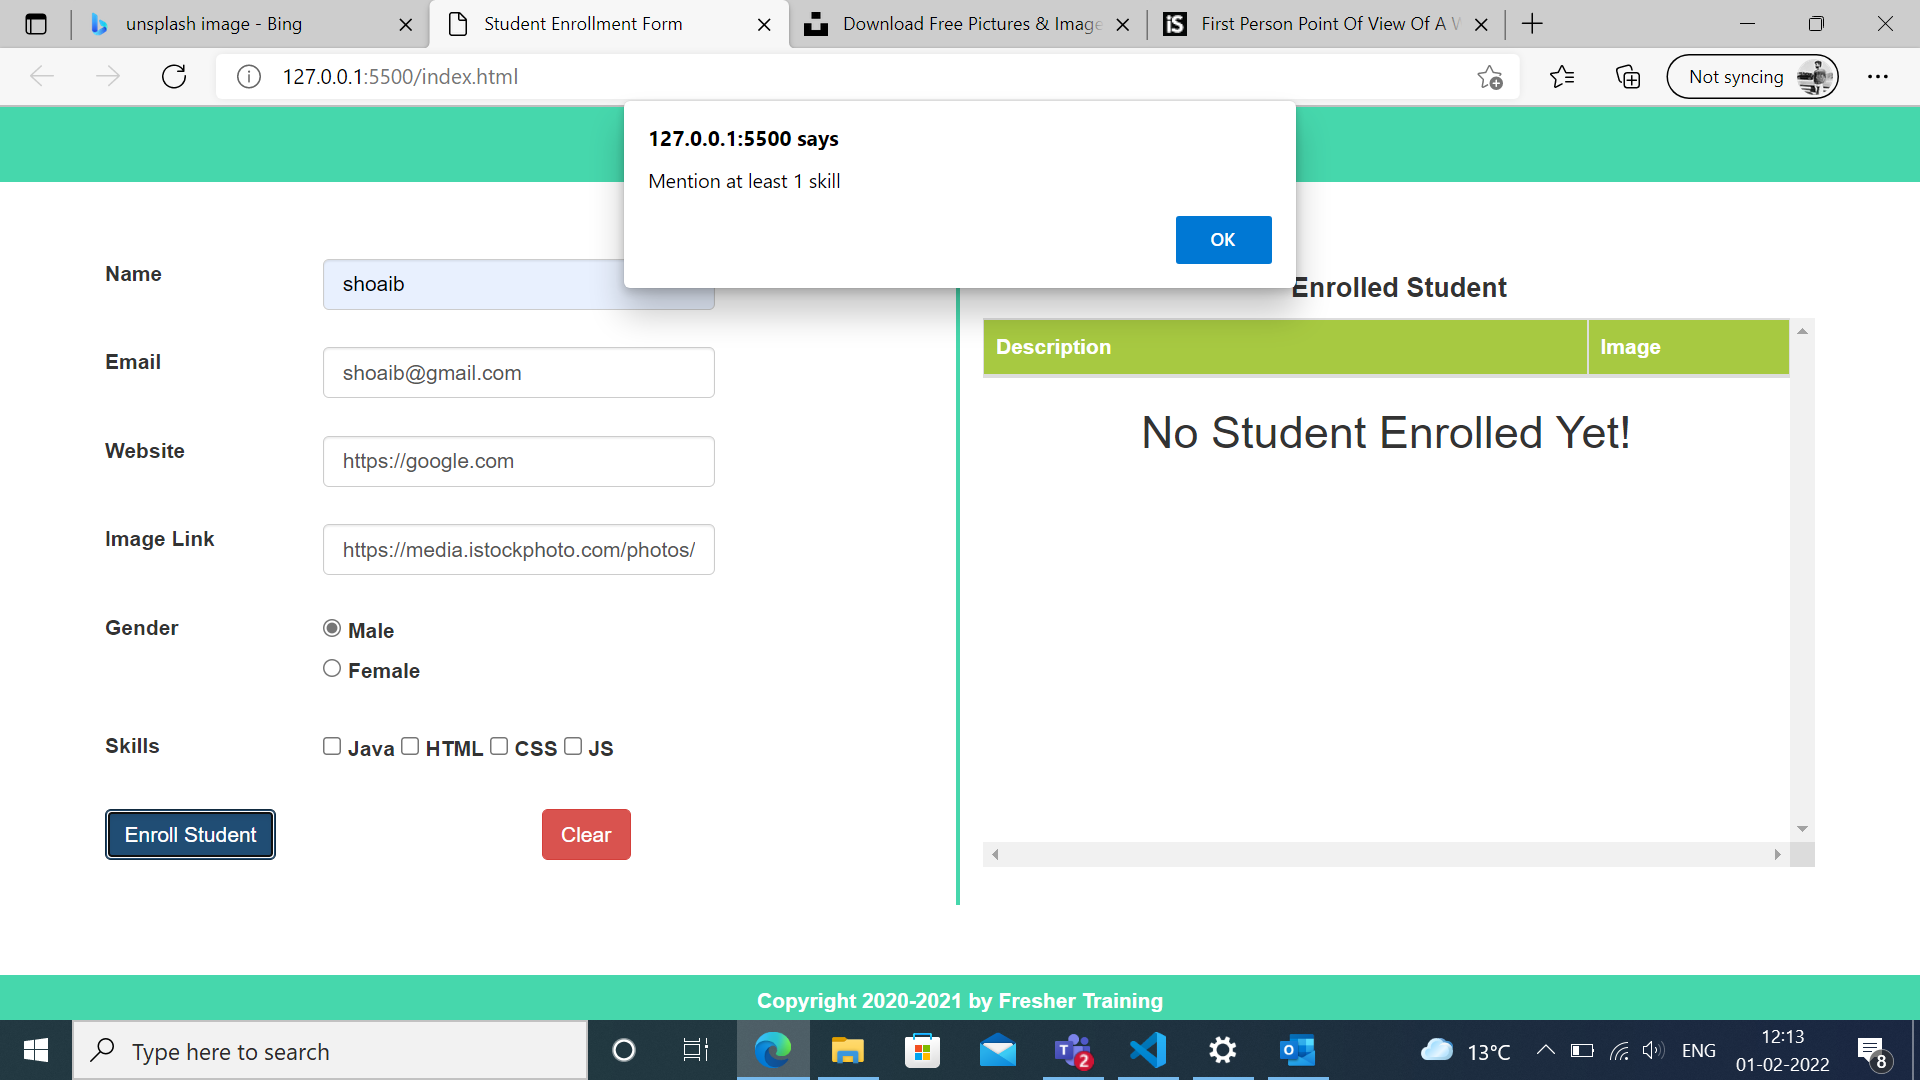 unsplash image - Bing
Student Enrollment Form
Download Free Pictures & Image
First Person Point Of View Of A V
127.0.0.1:5500/index.html
Not syncing
127.0.0.1:5500 says
Mention at least 1 skill
OK
Name
shoaib
Enrolled Student
Description
Image
Email
shoaib@gmail.com
No Student Enrolled Yet!
Website
https://google.com
Image Link
https://media.istockphoto.com/photos/
Gender
Male
Female
Skills
Java HTML CSS JS
Enroll Student
Clear
Copyright 2020-2021 by Fresher Training
Type here to search
2
13°C
ENG
12:13
01-02-2022
8